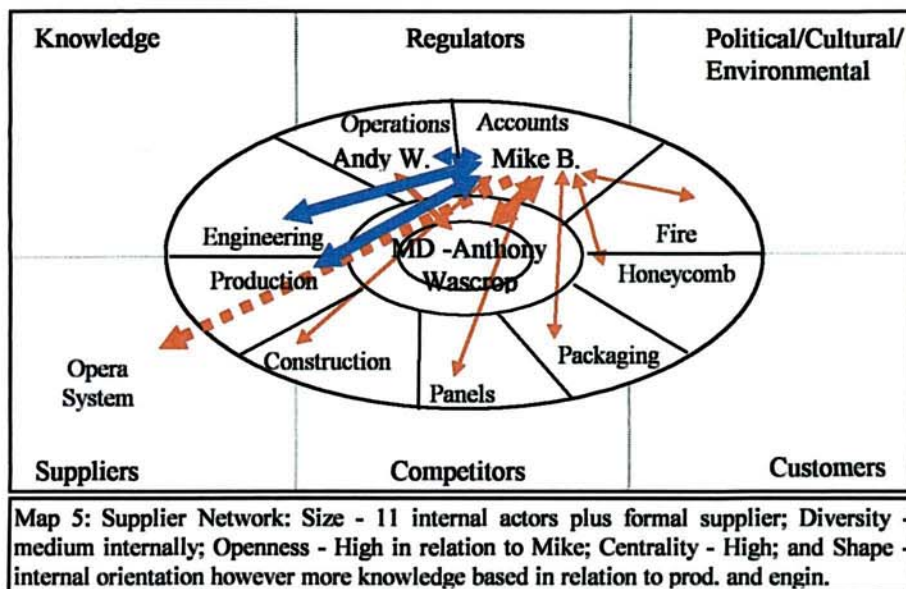 Knowledge
Regulators
Political/Cultural/
Environmental
Operations
Accounts
Andy W.
Mike B.
Engineering
Fire
MD -Anthony
Wascrop
Production
Honeycomb
Construction
Packaging
Panels
Opera
System
Suppliers
Competitors
Customers
Map 5: Supplier Network: Size - 11 internal actors plus formal supplier; Diversity -
medium internally; Openness - High in relation to Mike; Centrality - High; and Shape -
internal orientation however more knowledge based in relation to prod. and engin.